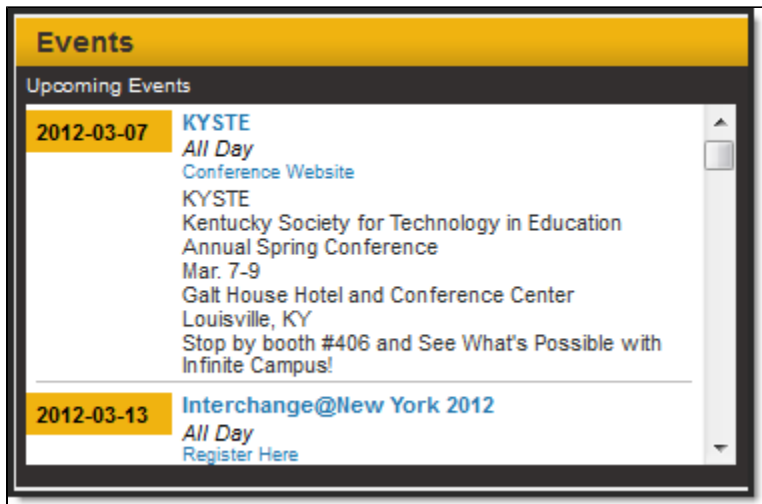 Events
Upcoming Events
2012-03-07
KYSTE
All Day
Conference Website
KYSTE
Kentucky Society for Technology in Education
Annual Spring Conference
Mar. 7-9
Galt House Hotel and Conference Center
Louisville, KY
Stop by booth #406 and See What's Possible with
Infinite Campus!
2012-03-13
Interchange@New York 2012
All Day
Register Here